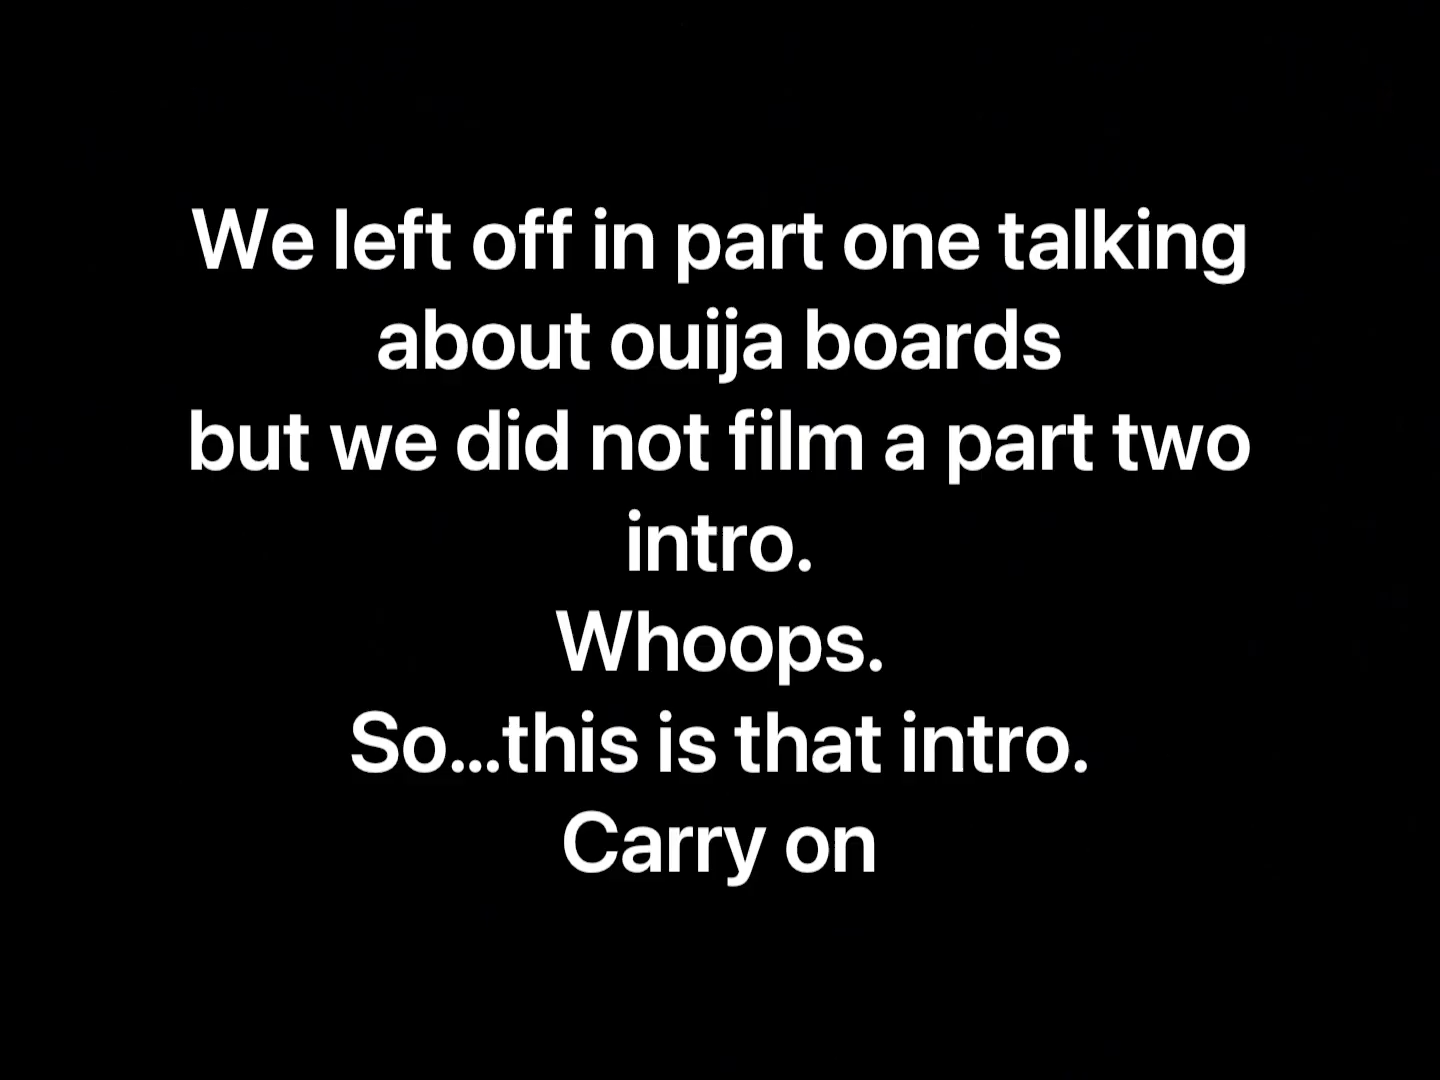 We left off in part one talking
about ouija boards
but we did not film a part two
intro.
Whoops.
So...this is that intro.
Carry on